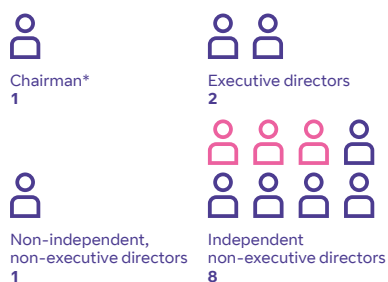 Chairman*
1
Executive directors
2
Non-independent,
non-executive directors
1
Independent
non-executive directors
8